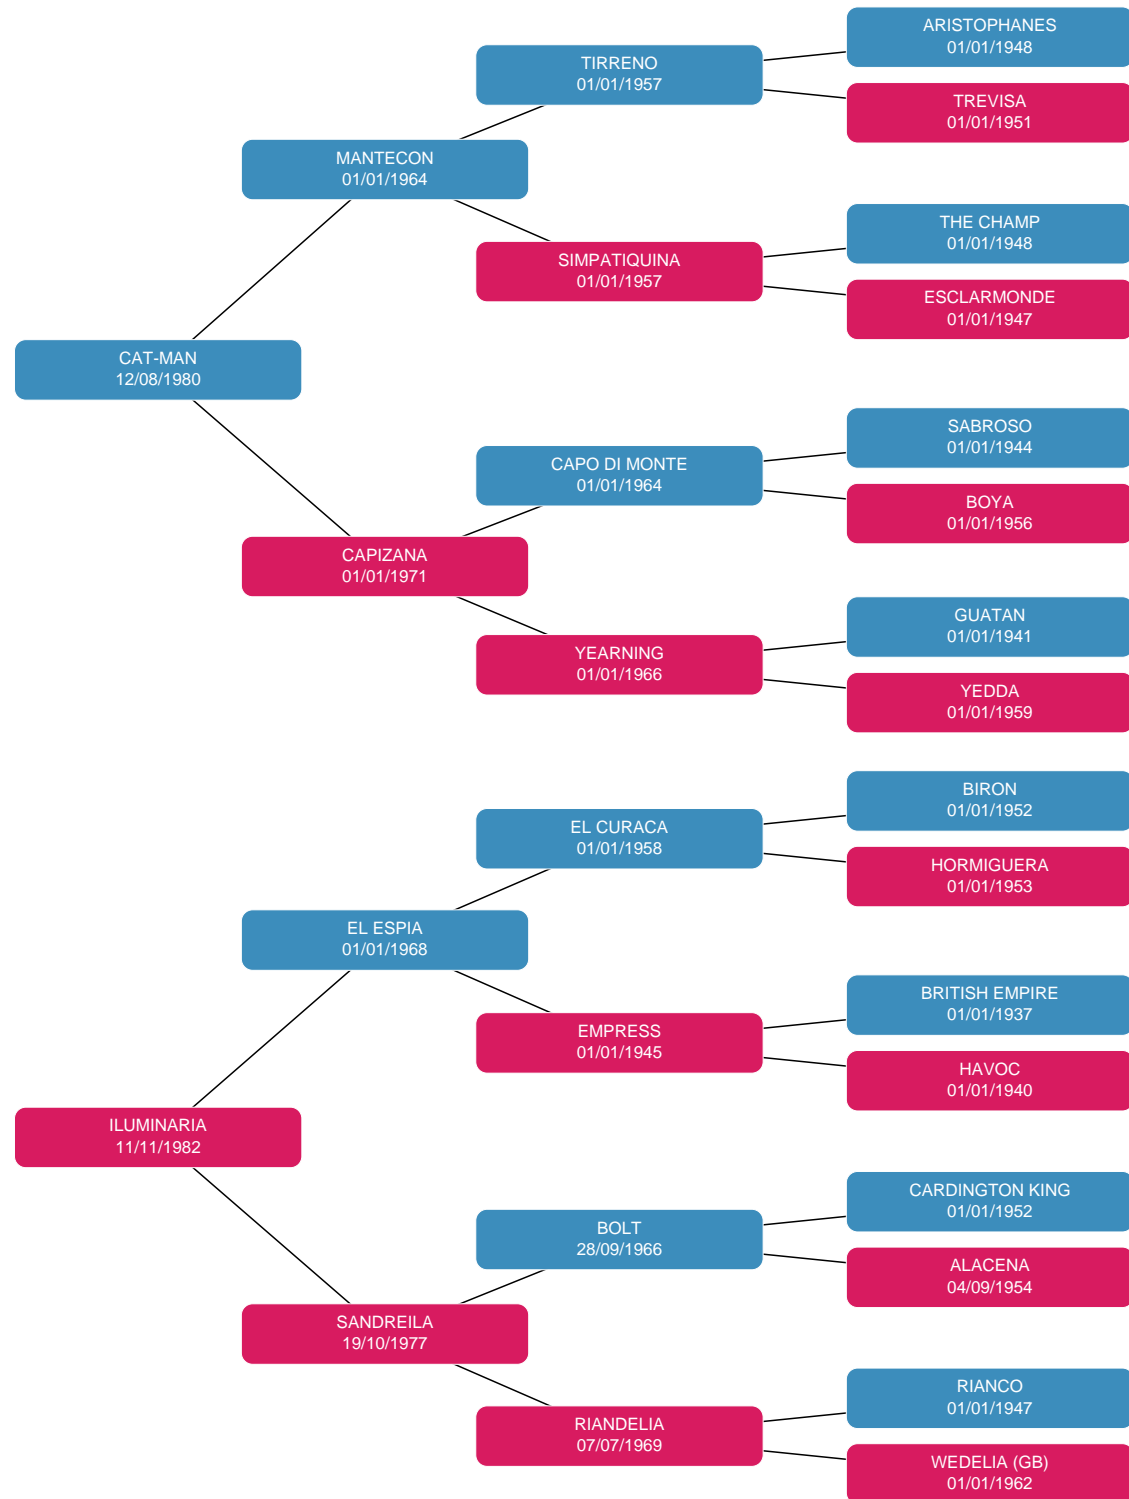 ARISTOPHANES
01/01/1948
TIRRENO
01/01/1957
TREVISA
01/01/1951
MANTECON
01/01/1964
THE CHAMP
01/01/1948
SIMPATIQUINA
01/01/1957
ESCLARMONDE
01/01/1947
CAT-MAN
12/08/1980
SABROSO
01/01/1944
CAPO DI MONTE
01/01/1964
BOYA
01/01/1956
CAPIZANA
01/01/1971
GUATAN
01/01/1941
YEARNING
01/01/1966
YEDDA
01/01/1959
BIRON
01/01/1952
EL CURACA
01/01/1958
HORMIGUERA
01/01/1953
EL ESPIA
01/01/1968
BRITISH EMPIRE
01/01/1937
EMPRESS
01/01/1945
HAVOC
01/01/1940
ILUMINARIA
11/11/1982
CARDINGTON KING
01/01/1952
BOLT
28/09/1966
ALACENA
04/09/1954
SANDREILA
19/10/1977
RIANCO
01/01/1947
RIANDELIA
07/07/1969
WEDELIA (GB)
01/01/1962